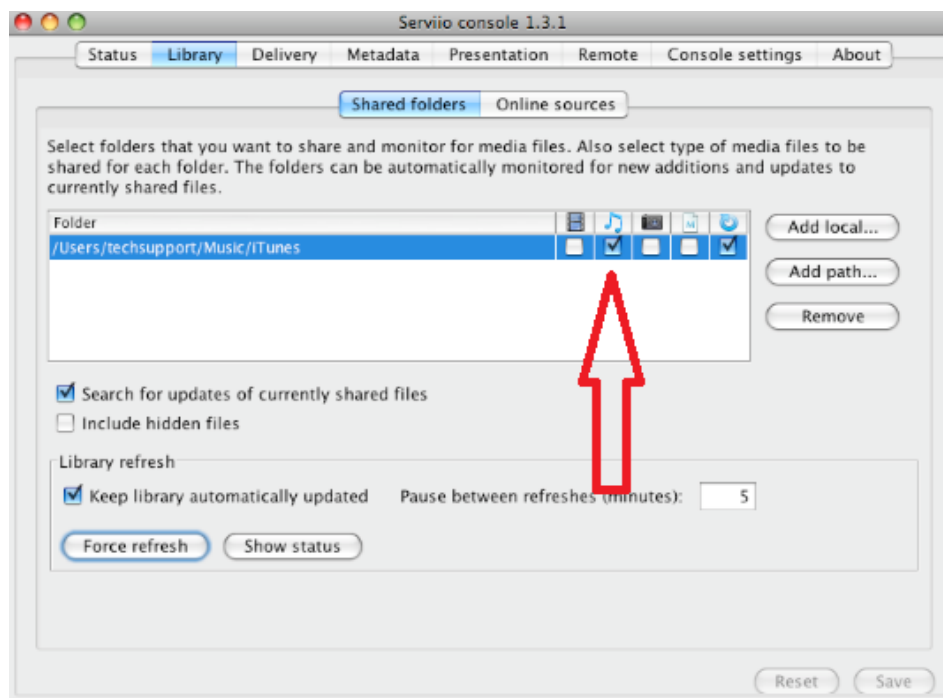 Serviio console 1.3.1
Status Library Delivery Metadata Presentation Remote Console settings About
Shared folders Online sources
Select folders that you want to share and monitor for media files. Also select type of media files to be
shared for each folder. The folders can be automatically monitored for new additions and updates to
currently shared files.
Folder
/Users/techsupport/Music/iTunes
Add local...
Add path...
Remove
Search for updates of currently shared files
Include hidden files
Library refresh
Keep library automatically updated Pause between refreshes (minutes): 5
Force refresh Show status
Reset Save